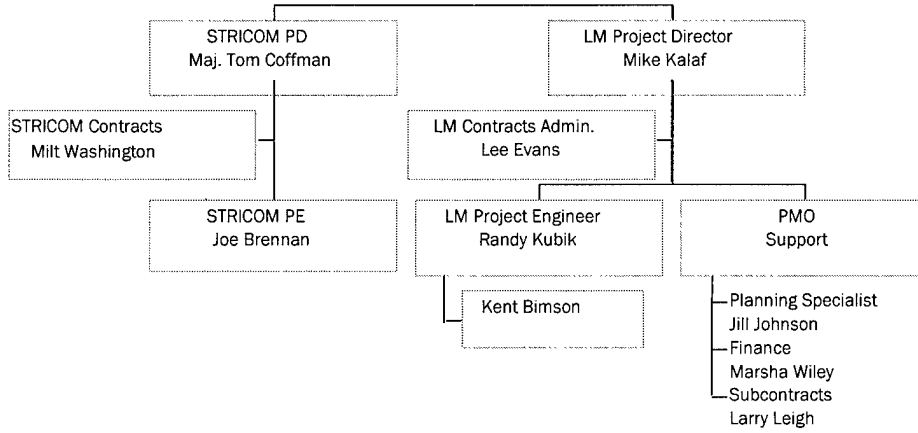 STRICOM PD
Maj. Tom Coffman
LM Project Director
Mike Kalaf
STRICOM Contracts
Milt Washington
LM Contracts Admin.
Lee Evans
STRICOM PE
Joe Brennan
LM Project Engineer
Randy Kubik
PMO
Support
Kent Bimson
Planning Specialist
Jill Johnson
Finance
Marsha Wiley
Subcontracts
Larry Leigh